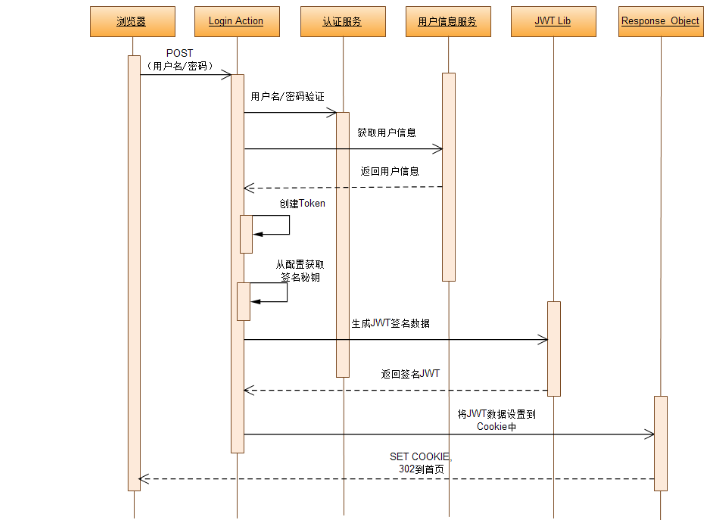 浏览器
Login Action
认证服务
用户信息服务
JWT Lib
Response Object
POST
（用户名/密码）
用户名/密码验证
获取用户信息
返回用户信息
创建Token
从配置获取
签名秘钥
生成JWT签名数据
返回签名JWT
将JWT数据设置到
Cookie中
SET COOKIE,
302到首页